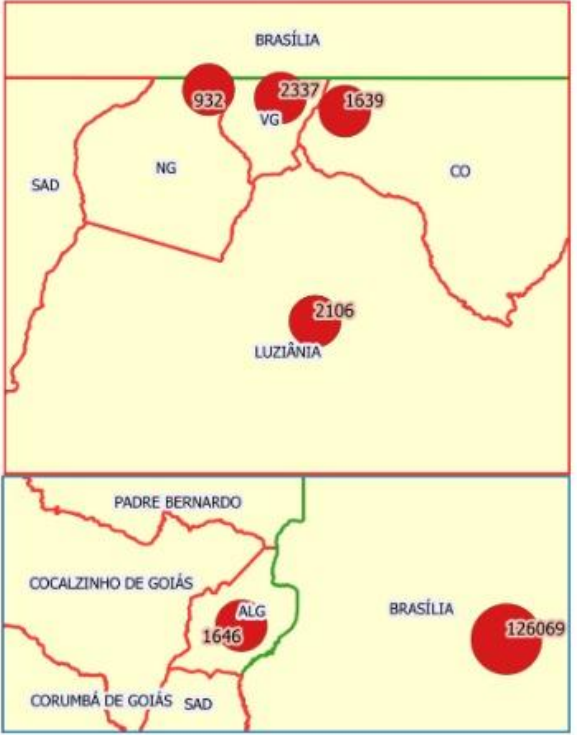 BRASÍLIA
932
2337
1639
VG
NG
SAD
CO
2106
LUZIÂNIA
PADRE BERNARDO
COCALZINHO DE GOIÁS
ALG
BRASÍLIA
1646
126069
CORUMBÁ DE GOIÁS
SAD